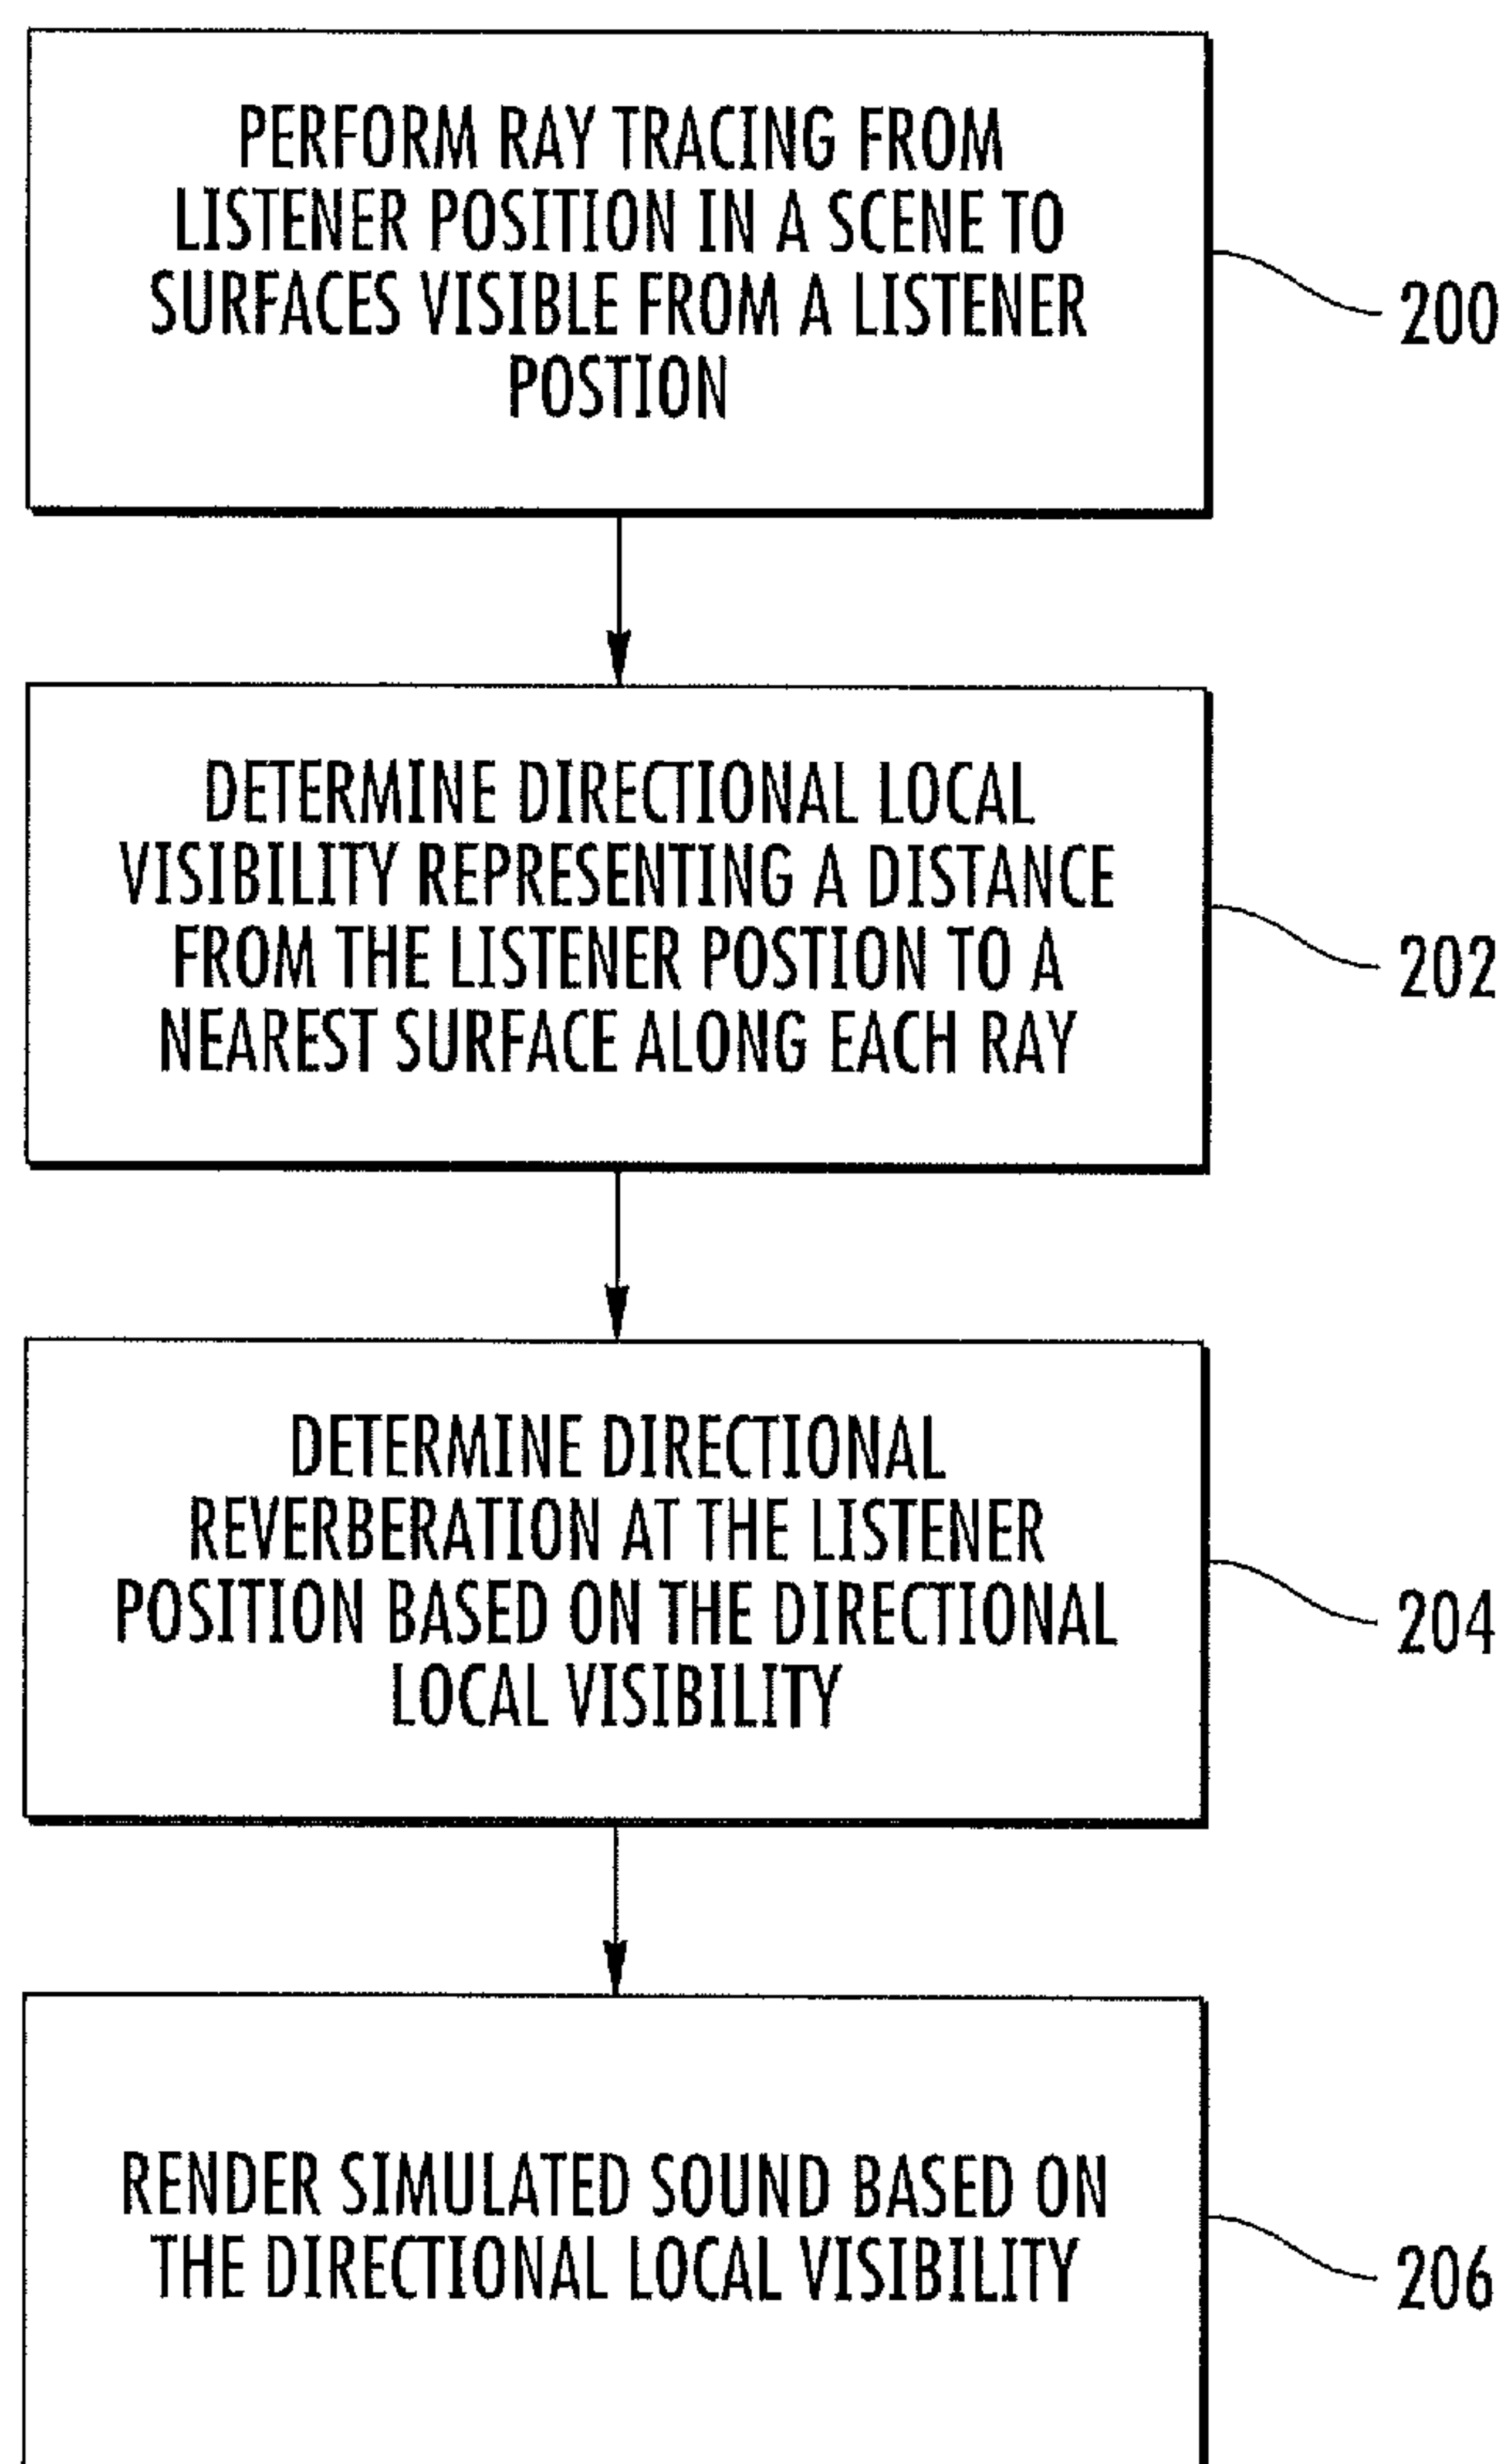 PERFORM RAY TRACING FROM
LISTENER POSITION IN A SCENE TO
SURFACES VISIBLE FROM A LISTENER
POSTION
200
DETERMINE DIRECTIONAL LOCAL
VISIBILITY REPRESENTING A DISTANCE
FROM THE LISTENER POSTION TO A
NEAREST SURFACE ALONG EACH RAY
202
DETERMINE DIRECTIONAL
REVERBERATION AT THE LISTENER
POSITION BASED ON THE DIRECTIONAL
LOCAL VISIBILITY
204
RENDER SIMULATED SOUND BASED ON
THE DIRECTIONAL LOCAL VISIBILITY
206